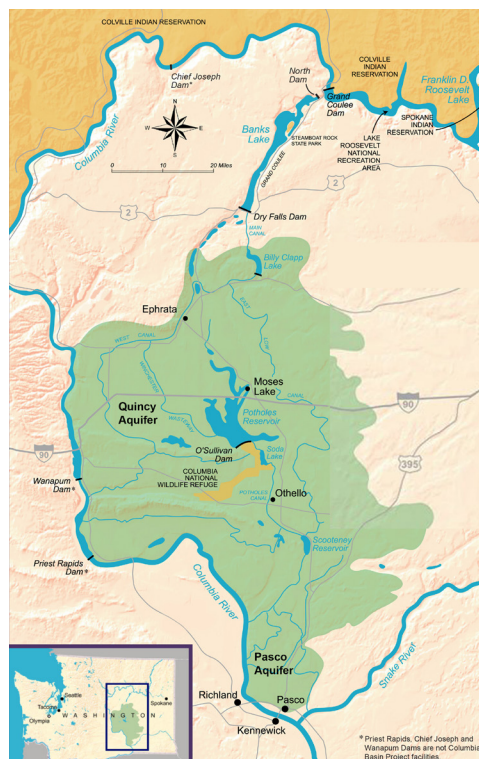 COLVILLE INDIAN RESERVATION
Chief Joseph
Dam*
North
Dam
COLVILLE
INDIAN
RESERVATION
Franklin D.
Roosevelt
Lake
Grand
Coulee
Dam
SPOKANE
INDIAN
RESERVATION
LAKE
ROOSEVELT
NATIONAL
RECREATION
AREA
Columbia River
N
W
E
S
0
10
20 Miles
Banks
Lake
STEAMBOAT ROCK
STATE PARK
GRAND COULEE
2
2
Dry Falls Dam
MAIN
CANAL
Billy Clapp
Lake
Ephrata
WEST CANAL
EAST
LOW
CANAL
WINCHESTER
WASTEWAY
Moses
Lake
Quincy
Aquifer
Potholes
Reservoir
90
90
395
O'Sullivan
Dam
Soda
Lake
COLUMBIA
NATIONAL
WILDLIFE REFUGE
Wanapum
Dam*
Othello
POTHOLES
CANAL
Scooteney
Reservoir
Priest Rapids
Dam*
Columbia River
Snake River
Pasco
Aquifer
Richland
Pasco
Kennewick
Seattle
Tacoma
Olympia
Spokane
WASHINGTON
* Priest Rapids, Chief Joseph and
Wanapum Dams are not Columbia
Basin Project facilities.